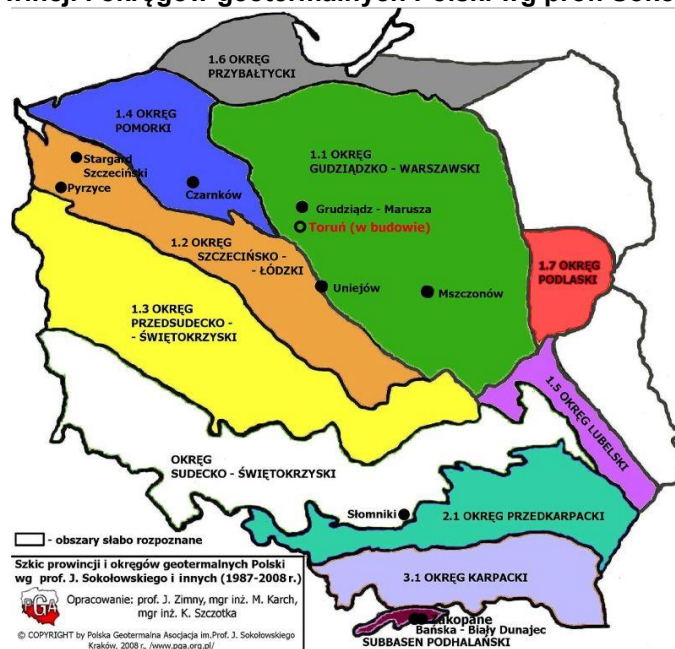 1.6 OKRĘG
PRZYBAŁTYCKI
1.4 OKRĘG
POMORKI
1.1 OKRĘG
GUDZIĄDZKO - WARSZAWSKI
Stargard
Szczeciński
Pyrzyce
Czarnków
Grudziądz - Marusza
Toruń (w budowie)
1.2 OKRĘG
SZCZECIŃSKO -
- ŁÓDZKI
1.7 OKRĘG
PODLASKI
Uniejów
Mszczonów
1.3 OKRĘG
PRZEDSUDECKO -
- ŚWIĘTOKRZYSKI
1.5 OKRĘG LUBELSKI
OKRĘG
SUDECKO - ŚWIĘTOKRZYSKI
Słomniki
2.1 OKRĘG PRZEDKARPACKI
- obszary słabo rozpoznane
3.1 OKRĘG KARPACKI
Zakopane
Bańska - Biały Dunajec
SUBBASEN PODHALAŃSKI
Szkic prowincji i okręgów geotermalnych Polski
wg prof. J. Sokołowskiego i innych (1987-2008 r.)
PGA
Opracowanie: prof. J. Zimny, mgr inż. M. Karch,
mgr inż. K. Szczotka
© COPYRIGHT by Polska Geotermalna Asocjacja im.Prof. J. Sokołowskiego
Kraków, 2008 r., /www.pga.org.pl/